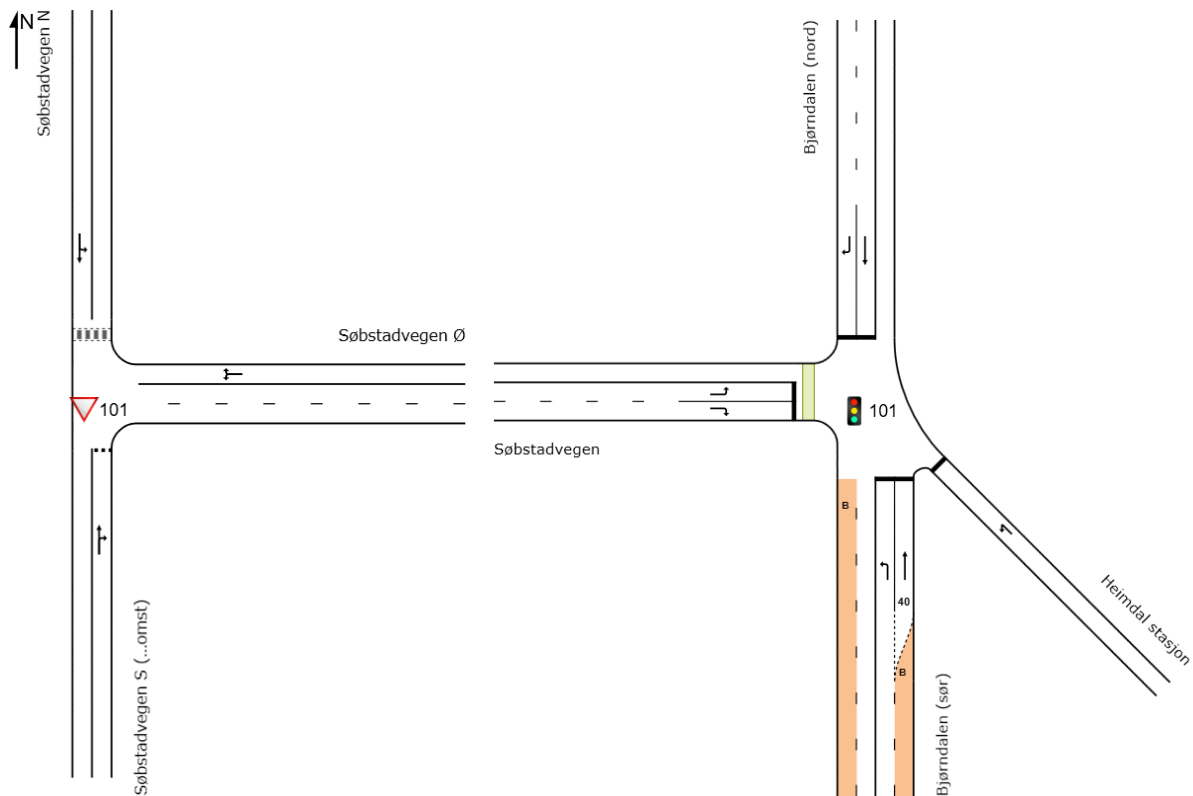 N
Søbstadvegen N
Bjørndalen (nord)
Søbstadvegen Ø
101
101
Søbstadvegen
B
40
B
Heimdal stasjon
Søbstadvegen S (...omst)
Bjørndalen (sør)